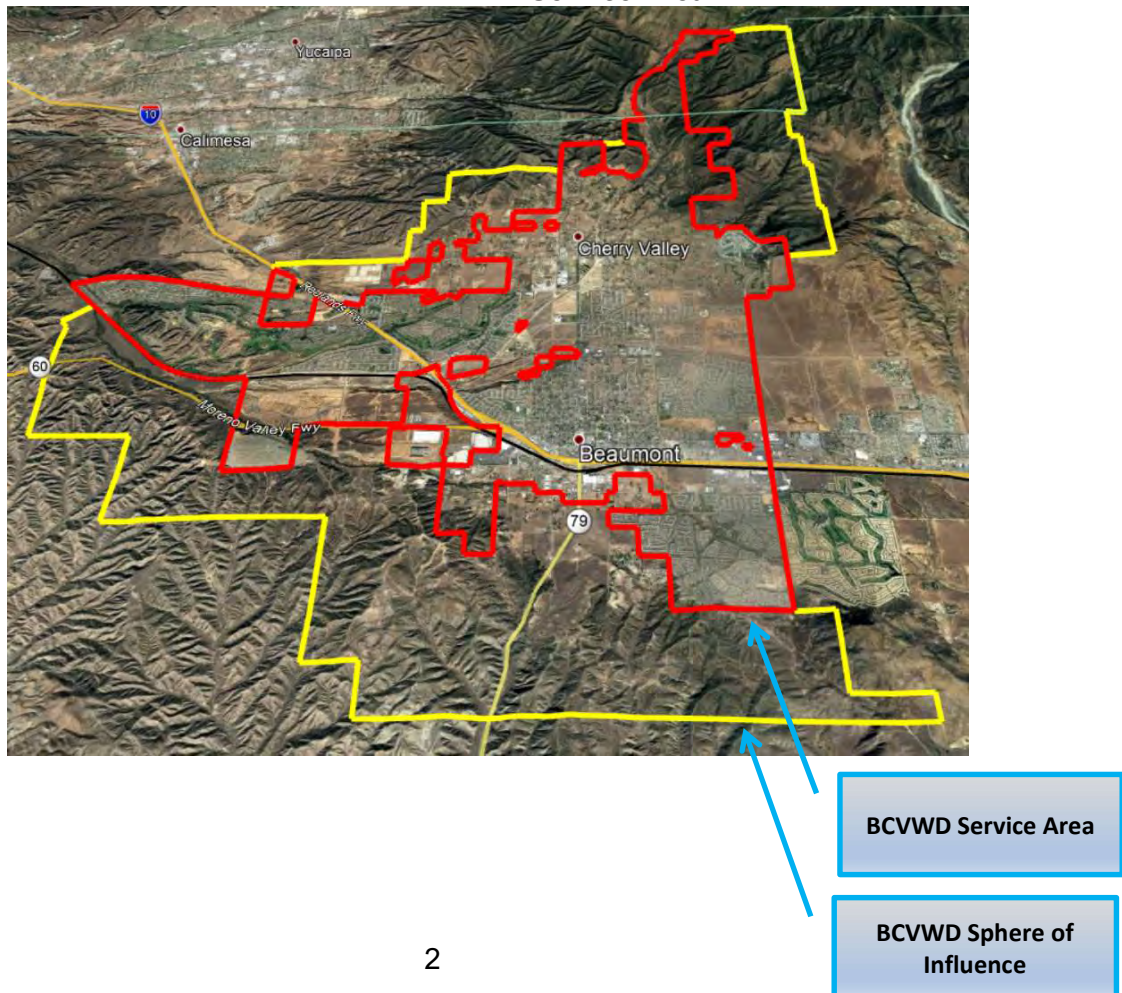 Yucaipa
10
Calimesa
Cherry Valley
Redlands Fwy
60
Moreno Valley Fwy
Beaumont
79
BCVWD Service Area
BCVWD Sphere of
Influence
2